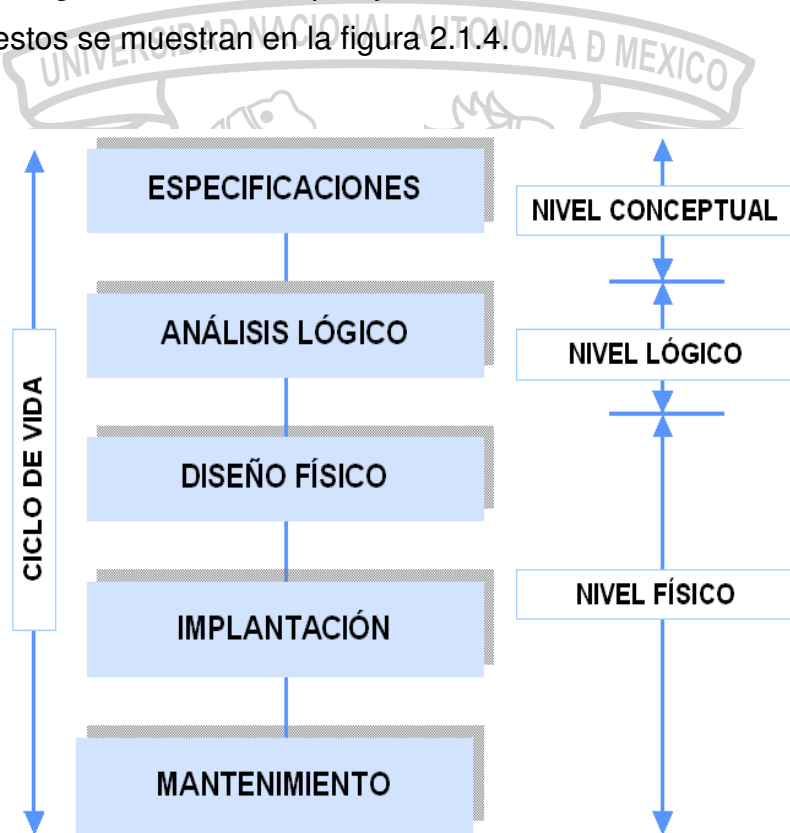 estos se muestran en la figura 2.1.4.
UNIVERSIDAD NACIONAL AUTONOMA Đ MEXICO
ESPECIFICACIONES
NIVEL CONCEPTUAL
ANÁLISIS LÓGICO
NIVEL LÓGICO
CICLO DE VIDA
DISEÑO FÍSICO
NIVEL FÍSICO
IMPLANTACIÓN
MANTENIMIENTO